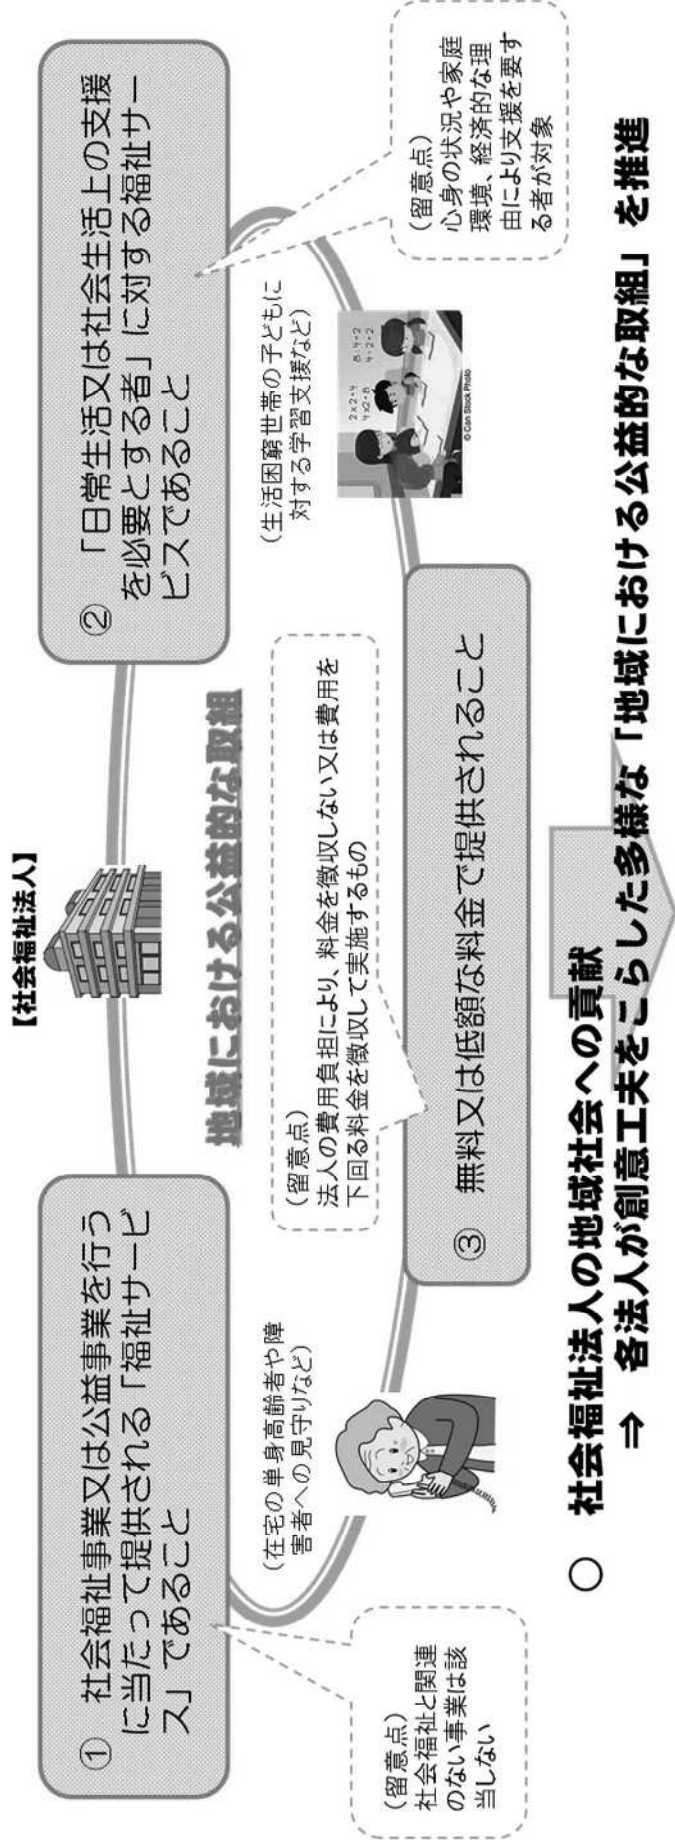 【社会福祉法人】
① 社会福祉事業又は公益事業を行う
に当たって提供される「福祉サービ
ス」であること
(留意点)
社会福祉と関連
のない事業は該
当しない
② 「日常生活又は社会生活上の支援
を必要とする者」に対する福祉サー
ビスであること
(留意点)
心身の状況や家庭
環境、経済的な理
由により支援を要す
る者が対象
地域における公益的な取組
(在宅の単身高齢者や障
害者への見守りなど)
(留意点)
法人の費用負担により、料金を徴収しない又は費用を
下回る料金を徴収して実施するもの
(生活困窮世帯の子どもに
対する学習支援など)
2×2=4
4×2=8
8÷4=2
4÷2=2
© Can Stock Photo
③ 無料又は低額な料金で提供されること
○ 社会福祉法人の地域社会への貢献
⇒ 各法人が創意工夫をこらした多様な「地域における公益的な取組」を推進